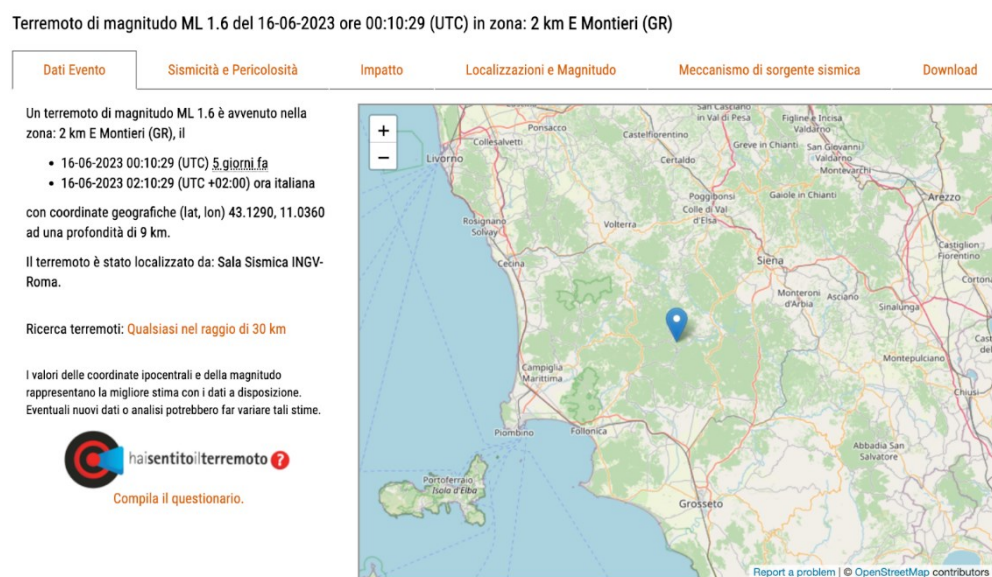 Terremoto di magnitudo ML 1.6 del 16-06-2023 ore 00:10:29 (UTC) in zona: 2 km E Montieri (GR)
Dati Evento
Sismicità e Pericolosità
Impatto
Localizzazioni e Magnitudo
Meccanismo di sorgente sismica
Download
Un terremoto di magnitudo ML 1.6 è avvenuto nella
zona: 2 km E Montieri (GR), il
• 16-06-2023 00:10:29 (UTC) 5 giorni fa
• 16-06-2023 02:10:29 (UTC +02:00) ora italiana
con coordinate geografiche (lat, lon) 43.1290, 11.0360
ad una profondità di 9 km.
Il terremoto è stato localizzato da: Sala Sismica INGV-
Roma.
Ricerca terremoti: Qualsiasi nel raggio di 30 km
I valori delle coordinate ipocentrali e della magnitudo
rappresentano la migliore stima con i dati a disposizione.
Eventuali nuovi dati o analisi potrebbero far variare tali stime.
haisentitoilterremoto ?
Compila il questionario.
+
−
San Casciano
in Val di Pesa
Figline e Incisa
Valdarno
Ponsacco
Collesalvetti
Castelfiorentino
Greve in Chianti
San Giovanni
Valdarno
Livorno
Certaldo
Montevarchi
Poggibonsi
Gaiole in Chianti
Arezzo
Colle di Val
d'Elsa
Rosignano
Solvay
Volterra
Castiglion
Fiorentino
Cecina
Siena
Cortona
Monteroni
d'Arbia
Asciano
Sinalunga
Montepulciano
Campiglia
Marittima
Chiusi
Piombino
Follonica
Abbadia San
Salvatore
Portoferraio
Isola d'Elba
Grosseto
Report a problem | © OpenStreetMap contributors